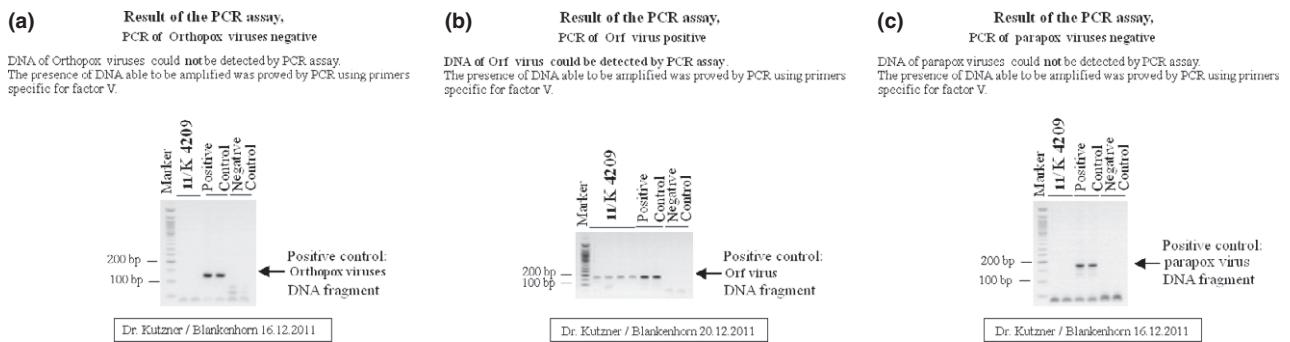 (a)
Result of the PCR assay,
PCR of Orthopox viruses negative
DNA of Orthopox viruses could not be detected by PCR assay.
The presence of DNA able to be amplified was proved by PCR using primers
specific for factor V.
Marker
11/K 4209
Positive
Control
Negative
Control
200 bp
100 bp
Positive control:
Orthopox viruses
DNA fragment
Dr. Kutzner / Blankenhorn 16.12.2011
(b)
Result of the PCR assay,
PCR of Orf virus positive
DNA of Orf virus could be detected by PCR assay.
The presence of DNA able to be amplified was proved by PCR using primers
specific for factor V.
Marker
11/K 4209
Positive
Control
Negative
Control
200 bp
100 bp
Positive control:
Orf virus
DNA fragment
Dr. Kutzner / Blankenhorn 20.12.2011
(c)
Result of the PCR assay,
PCR of parapox viruses negative
DNA of parapox viruses could not be detected by PCR assay.
The presence of DNA able to be amplified was proved by PCR using primers
specific for factor V.
Marker
11/K 4209
Positive
Control
Negative
Control
200 bp
100 bp
Positive control:
parapox virus
DNA fragment
Dr. Kutzner / Blankenhorn 16.12.2011